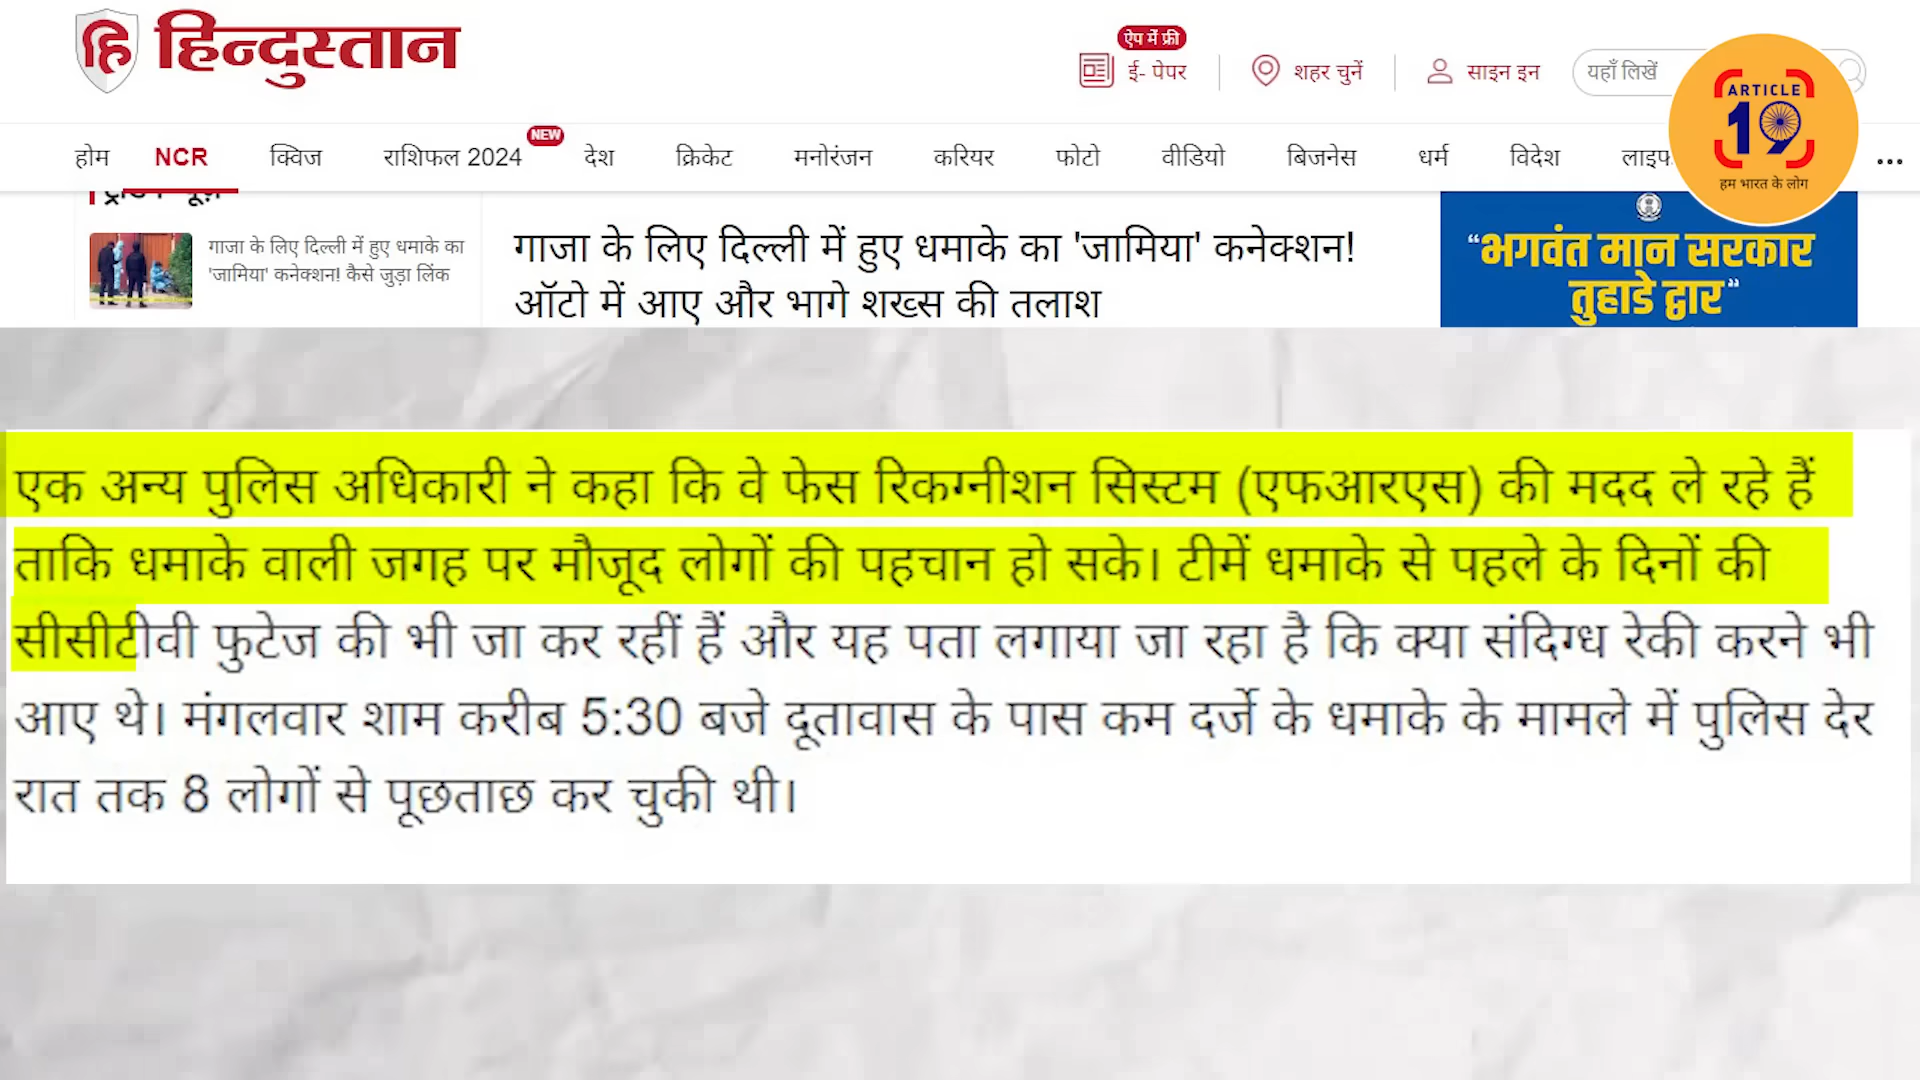 हि हिन्दुस्तान
ऐप में फ्री
ई- पेपर
शहर चुनें
साइन इन
यहाँ लिखें
ARTICLE
19
हम भारत के लोग
होम NCR क्विज राशिफल 2024 NEW देश क्रिकेट मनोरंजन करियर फोटो वीडियो बिजनेस धर्म विदेश ...
गाजा के लिए दिल्ली में हुए धमाके का
'जामिया' कनेक्शन! कैसे जुड़ा लिंक
गाजा के लिए दिल्ली में हुए धमाके का 'जामिया' कनेक्शन!
ऑटो में आए और भागे शख्स की तलाश
“भगवंत मान सरकार
तुहाडे द्वार”
एक अन्य पुलिस अधिकारी ने कहा कि वे फेस रिकग्नीशन सिस्टम (एफआरएस) की मदद ले रहे हैं
ताकि धमाके वाली जगह पर मौजूद लोगों की पहचान हो सके। टीमें धमाके से पहले के दिनों की
सीसीटीवी फुटेज की भी जा कर रहीं हैं और यह पता लगाया जा रहा है कि क्या संदिग्ध रेकी करने भी
आए थे। मंगलवार शाम करीब 5:30 बजे दूतावास के पास कम दर्जे के धमाके के मामले में पुलिस देर
रात तक 8 लोगों से पूछताछ कर चुकी थी।